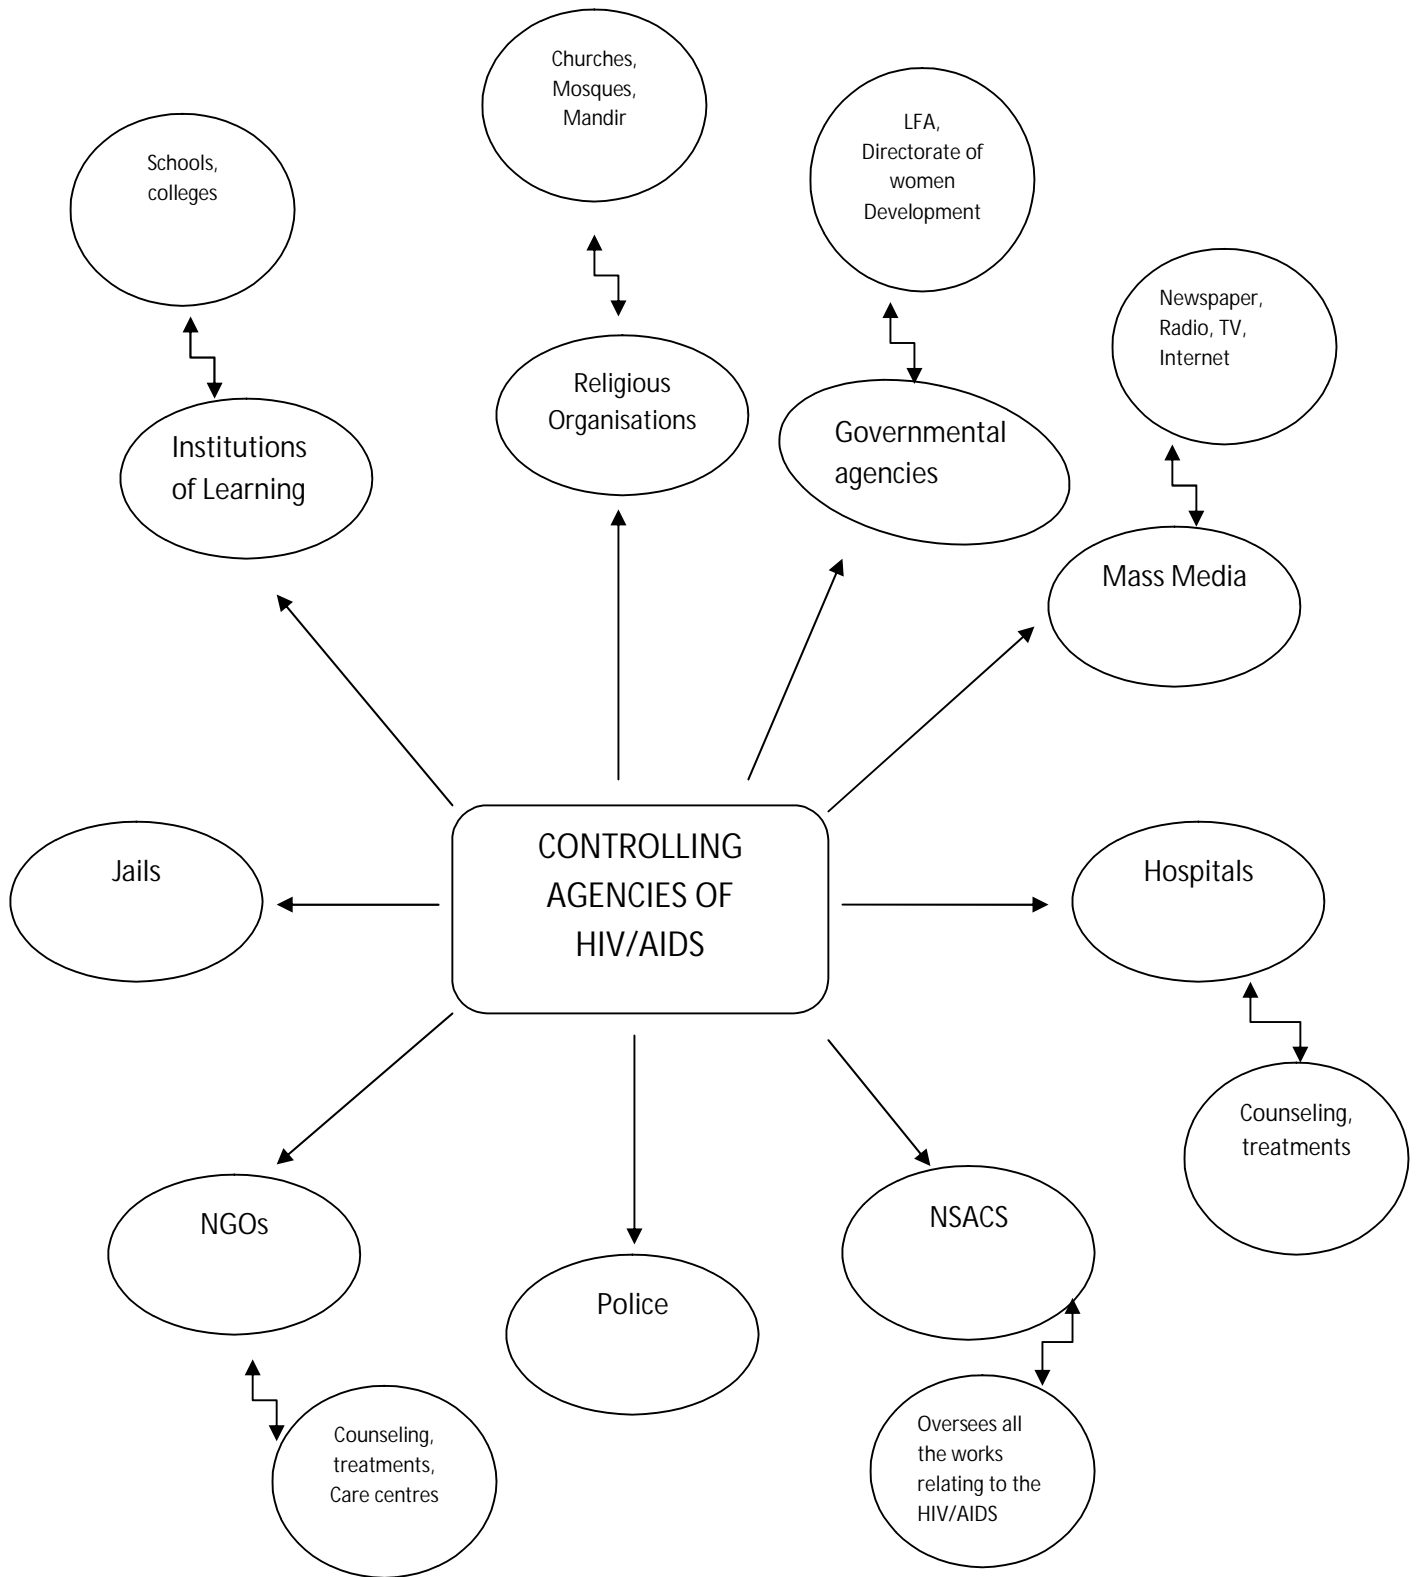 Churches,
Mosques,
Mandir
LFA,
Directorate of
women
Development
Schools,
colleges
Newspaper,
Radio, TV,
Internet
Religious
Organisations
Governmental
agencies
Institutions
of Learning
Mass Media
CONTROLLING
AGENCIES OF
HIV/AIDS
Jails
Hospitals
Counseling,
treatments
NGOs
NSACS
Police
Counseling,
treatments,
Care centres
Oversees all
the works
relating to the
HIV/AIDS